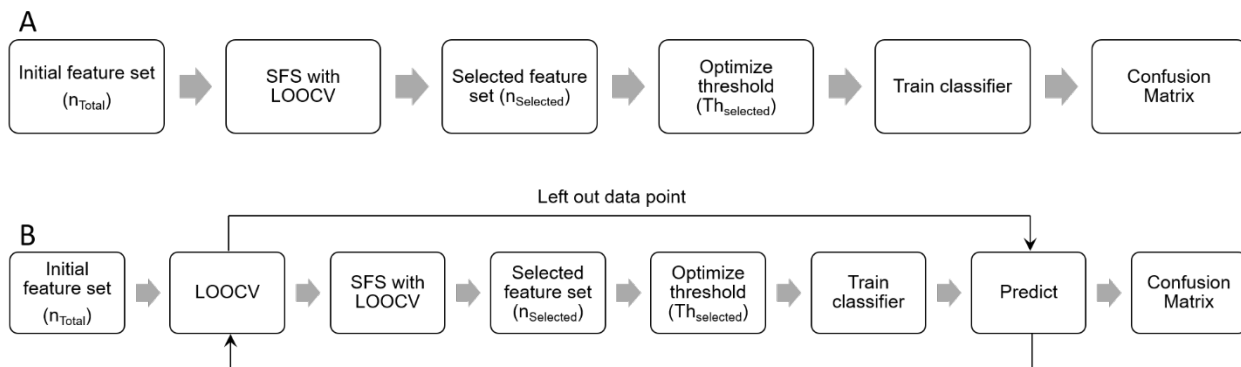 A
Initial feature set
(nTotal)
SFS with
LOOCV
Selected feature
set (nSelected)
Optimize
threshold
(Thselected)
Train classifier
Confusion
Matrix
Left out data point
B
Initial
feature set
(nTotal)
LOOCV
SFS with
LOOCV
Selected
feature set
(nSelected)
Optimize
threshold
(Thselected)
Train
classifier
Predict
Confusion
Matrix